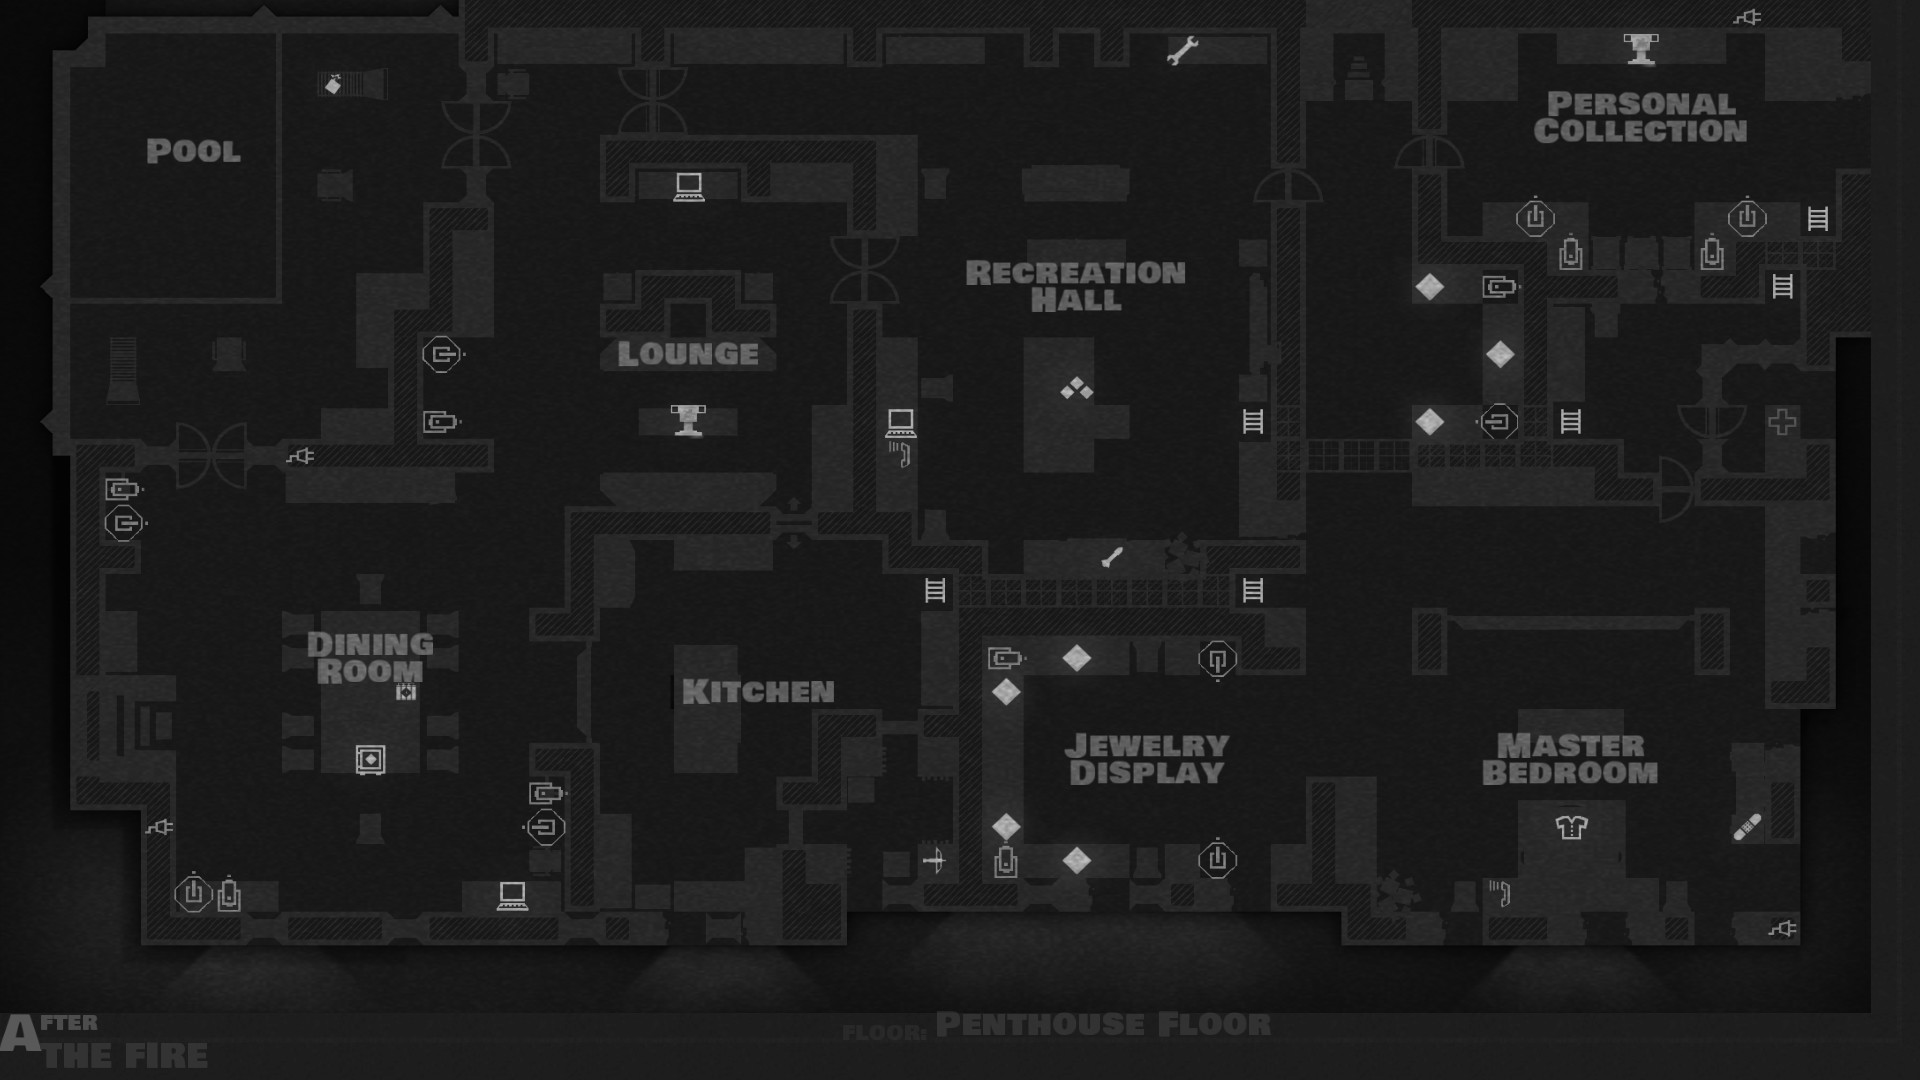 POOL
PERSONAL
COLLECTION
RECREATION
HALL
LOUNGE
DINING
ROOM
KITCHEN
JEWELRY
DISPLAY
MASTER
BEDROOM
AFTER
THE FIRE
FLOOR: PENTHOUSE FLOOR